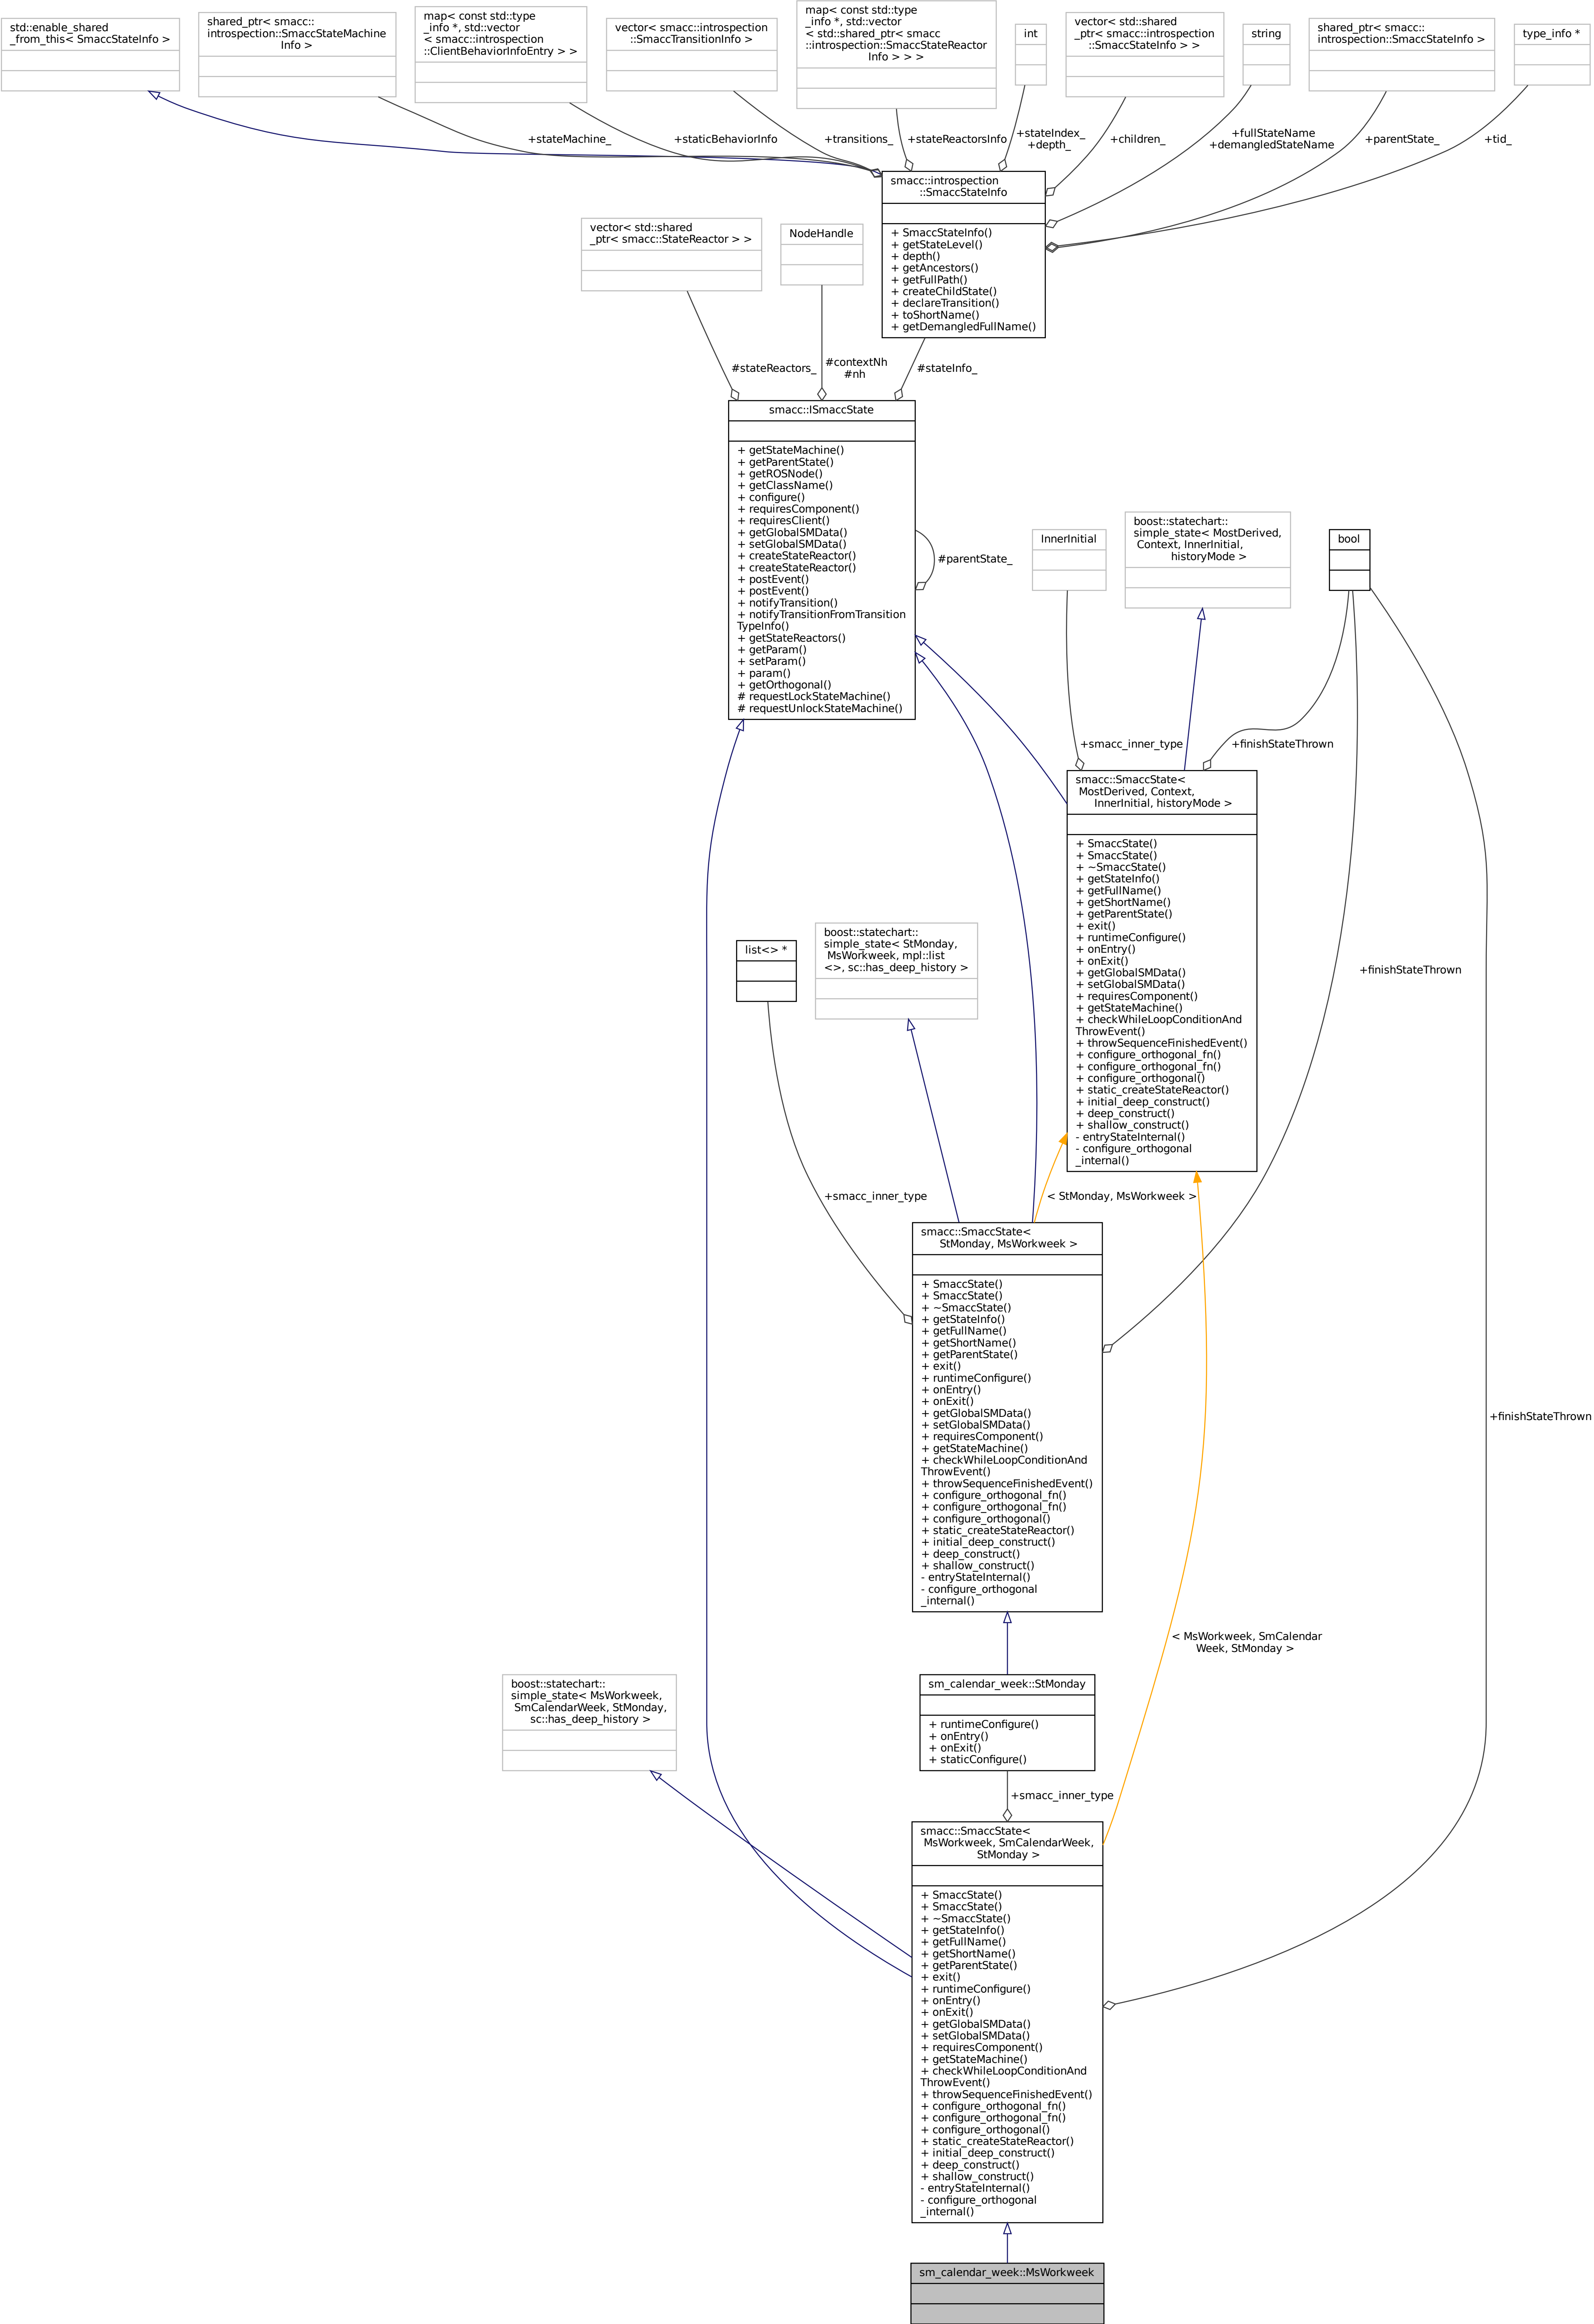 std::enable_shared
_from_this< SmaccStateInfo >
shared_ptr< smacc::
introspection::SmaccStateMachine
Info >
map< const std::type
_info *, std::vector
< smacc::introspection
::ClientBehaviorInfoEntry > >
vector< smacc::introspection
::SmaccTransitionInfo >
map< const std::type
_info *, std::vector
< std::shared_ptr< smacc
::introspection::SmaccStateReactor
Info > > >
int
vector< std::shared
_ptr< smacc::introspection
::SmaccStateInfo > >
string
shared_ptr< smacc::
introspection::SmaccStateInfo >
type_info *
+stateMachine_
+staticBehaviorInfo
+transitions_
+stateReactorsInfo
+stateIndex_
+depth_
+children_
+fullStateName
+demangledStateName
+parentState_
+tid_
smacc::introspection
::SmaccStateInfo
+ SmaccStateInfo()
+ getStateLevel()
+ depth()
+ getAncestors()
+ getFullPath()
+ createChildState()
+ declareTransition()
+ toShortName()
+ getDemangledFullName()
vector< std::shared
_ptr< smacc::StateReactor > >
NodeHandle
#stateReactors_
#contextNh
#nh
#stateInfo_
smacc::ISmaccState
+ getStateMachine()
+ getParentState()
+ getROSNode()
+ getClassName()
+ configure()
+ requiresComponent()
+ requiresClient()
+ getGlobalSMData()
+ setGlobalSMData()
+ createStateReactor()
+ createStateReactor()
+ postEvent()
+ postEvent()
+ notifyTransition()
+ notifyTransitionFromTransition
TypeInfo()
+ getStateReactors()
+ getParam()
+ setParam()
+ param()
+ getOrthogonal()
# requestLockStateMachine()
# requestUnlockStateMachine()
#parentState_
InnerInitial
boost::statechart::
simple_state< MostDerived,
Context, InnerInitial,
historyMode >
bool
+smacc_inner_type
+finishStateThrown
smacc::SmaccState<
MostDerived, Context,
InnerInitial, historyMode >
+ SmaccState()
+ SmaccState()
+ ~SmaccState()
+ getStateInfo()
+ getFullName()
+ getShortName()
+ getParentState()
+ exit()
+ runtimeConfigure()
+ onEntry()
+ onExit()
+ getGlobalSMData()
+ setGlobalSMData()
+ requiresComponent()
+ getStateMachine()
+ checkWhileLoopConditionAnd
ThrowEvent()
+ throwSequenceFinishedEvent()
+ configure_orthogonal_fn()
+ configure_orthogonal_fn()
+ configure_orthogonal()
+ static_createStateReactor()
+ initial_deep_construct()
+ deep_construct()
+ shallow_construct()
- entryStateInternal()
- configure_orthogonal
_internal()
list<> *
boost::statechart::
simple_state< StMonday,
MsWorkweek, mpl::list
<>, sc::has_deep_history >
+finishStateThrown
+smacc_inner_type
< StMonday, MsWorkweek >
smacc::SmaccState<
StMonday, MsWorkweek >
+ SmaccState()
+ SmaccState()
+ ~SmaccState()
+ getStateInfo()
+ getFullName()
+ getShortName()
+ getParentState()
+ exit()
+ runtimeConfigure()
+ onEntry()
+ onExit()
+ getGlobalSMData()
+ setGlobalSMData()
+ requiresComponent()
+ getStateMachine()
+ checkWhileLoopConditionAnd
ThrowEvent()
+ throwSequenceFinishedEvent()
+ configure_orthogonal_fn()
+ configure_orthogonal_fn()
+ configure_orthogonal()
+ static_createStateReactor()
+ initial_deep_construct()
+ deep_construct()
+ shallow_construct()
- entryStateInternal()
- configure_orthogonal
_internal()
+finishStateThrown
< MsWorkweek, SmCalendar
Week, StMonday >
boost::statechart::
simple_state< MsWorkweek,
SmCalendarWeek, StMonday,
sc::has_deep_history >
sm_calendar_week::StMonday
+ runtimeConfigure()
+ onEntry()
+ onExit()
+ staticConfigure()
+smacc_inner_type
smacc::SmaccState<
MsWorkweek, SmCalendarWeek,
StMonday >
+ SmaccState()
+ SmaccState()
+ ~SmaccState()
+ getStateInfo()
+ getFullName()
+ getShortName()
+ getParentState()
+ exit()
+ runtimeConfigure()
+ onEntry()
+ onExit()
+ getGlobalSMData()
+ setGlobalSMData()
+ requiresComponent()
+ getStateMachine()
+ checkWhileLoopConditionAnd
ThrowEvent()
+ throwSequenceFinishedEvent()
+ configure_orthogonal_fn()
+ configure_orthogonal_fn()
+ configure_orthogonal()
+ static_createStateReactor()
+ initial_deep_construct()
+ deep_construct()
+ shallow_construct()
- entryStateInternal()
- configure_orthogonal
_internal()
sm_calendar_week::MsWorkweek